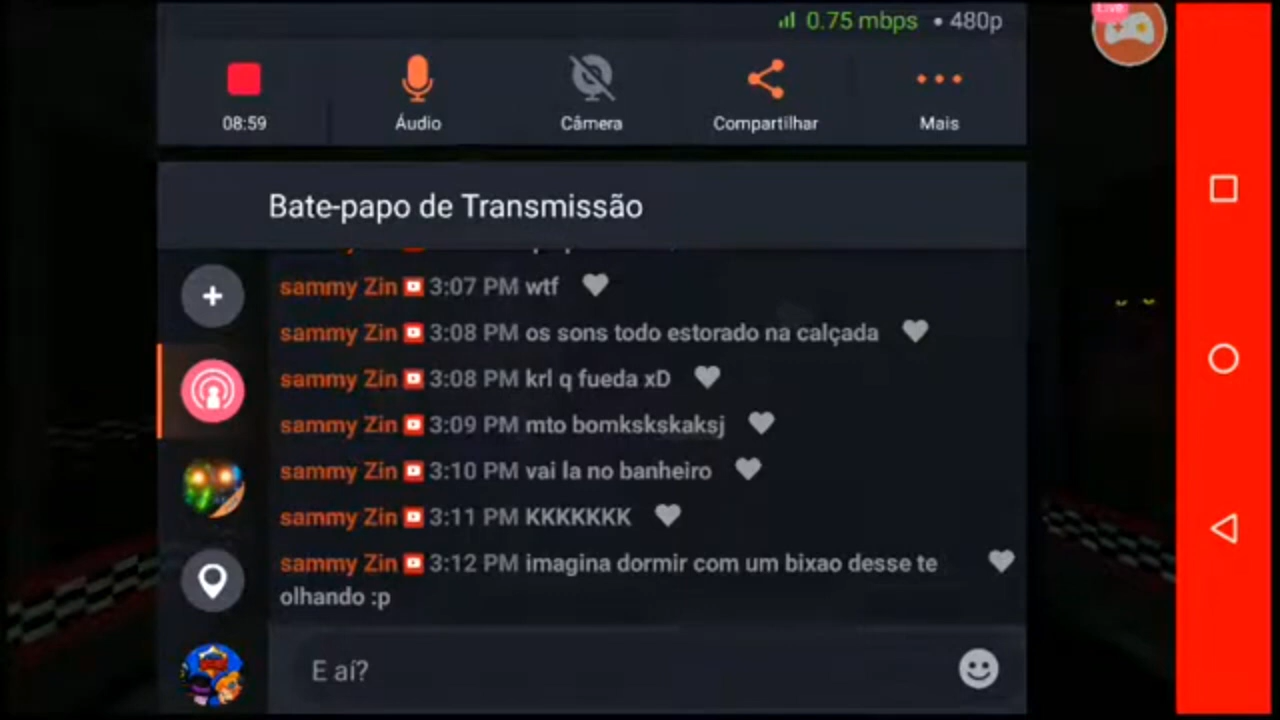 Live
0.75 mbps • 480p
08:59
Áudio
Câmera
Compartilhar
Mais
Bate-papo de Transmissão
sammy Zin 3:07 PM wtf
sammy Zin 3:08 PM os sons todo estorado na calçada
sammy Zin 3:08 PM krl q fueda xD
sammy Zin 3:09 PM mto bomkskskaksj
sammy Zin 3:10 PM vai la no banheiro
sammy Zin 3:11 PM KKKKKKK
sammy Zin 3:12 PM imagina dormir com um bixao desse te
olhando :p
E aí?